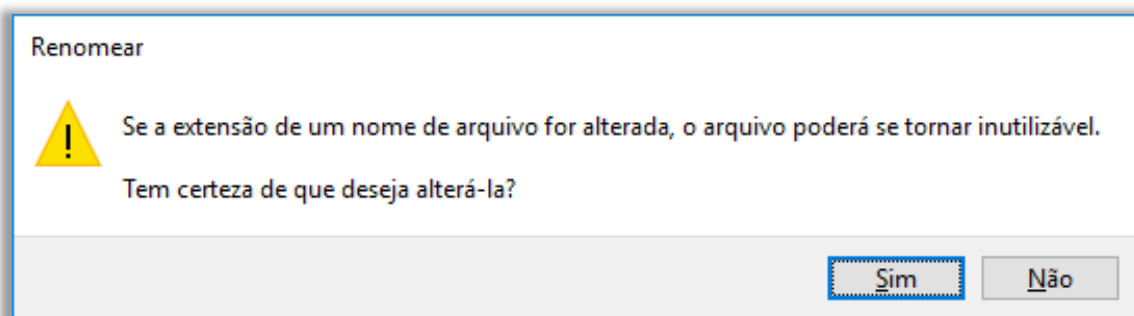 Renomear
Se a extensão de um nome de arquivo for alterada, o arquivo poderá se tornar inutilizável.
Tem certeza de que deseja alterá-la?
Sim Não